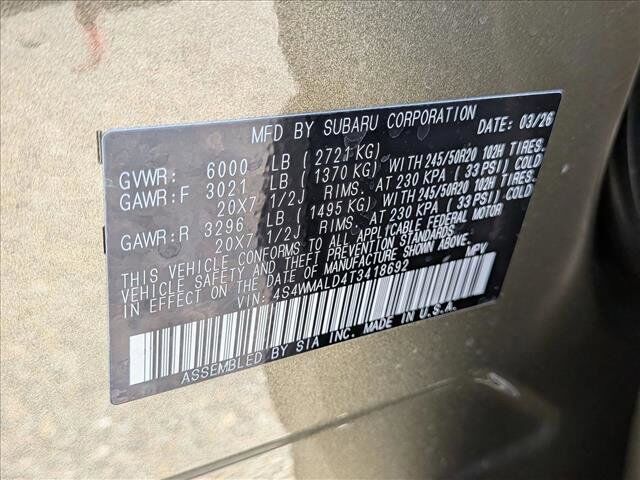 MFD BY SUBARU CORPORATION DATE: 03/26
GVWR: 6000 LB ( 2721 KG)
GAWR:F 3021 LB ( 1370 KG) WITH 245/50R20 102H TIRES.
20X7 1/2J RIMS. AT 230 KPA ( 33 PSI) COLD
GAWR:R 3296 LB ( 1495 KG) WITH 245/50R20 102H TIRES.
20X7 1/2J RIMS. AT 230 KPA ( 33 PSI) COLD
THIS VEHICLE CONFORMS TO ALL APPLICABLE FEDERAL MOTOR
VEHICLE SAFETY AND THEFT PREVENTION STANDARDS
IN EFFECT ON THE DATE OF MANUFACTURE SHOWN ABOVE.
VIN: 4S4WMALD4T3418692 MPV
ASSEMBLED BY SIA INC. MADE IN U.S.A.